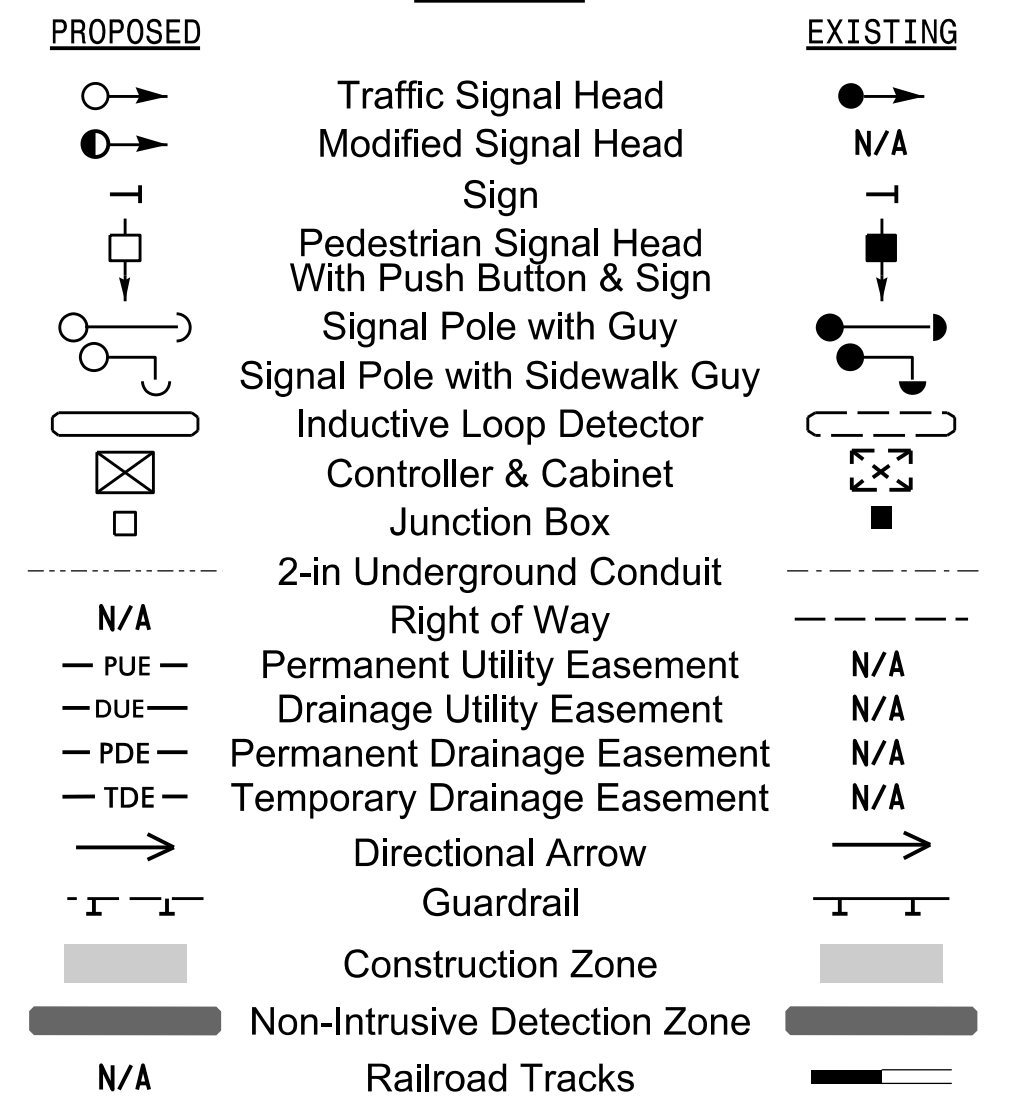 PROPOSED EXISTING
Traffic Signal Head
Modified Signal Head N/A
Sign
Pedestrian Signal Head
With Push Button & Sign
Signal Pole with Guy
Signal Pole with Sidewalk Guy
Inductive Loop Detector
Controller & Cabinet
Junction Box
2-in Underground Conduit
N/A Right of Way
PUE Permanent Utility Easement N/A
DUE Drainage Utility Easement N/A
PDE Permanent Drainage Easement N/A
TDE Temporary Drainage Easement N/A
Directional Arrow
Guardrail
Construction Zone
Non-Intrusive Detection Zone
N/A Railroad Tracks